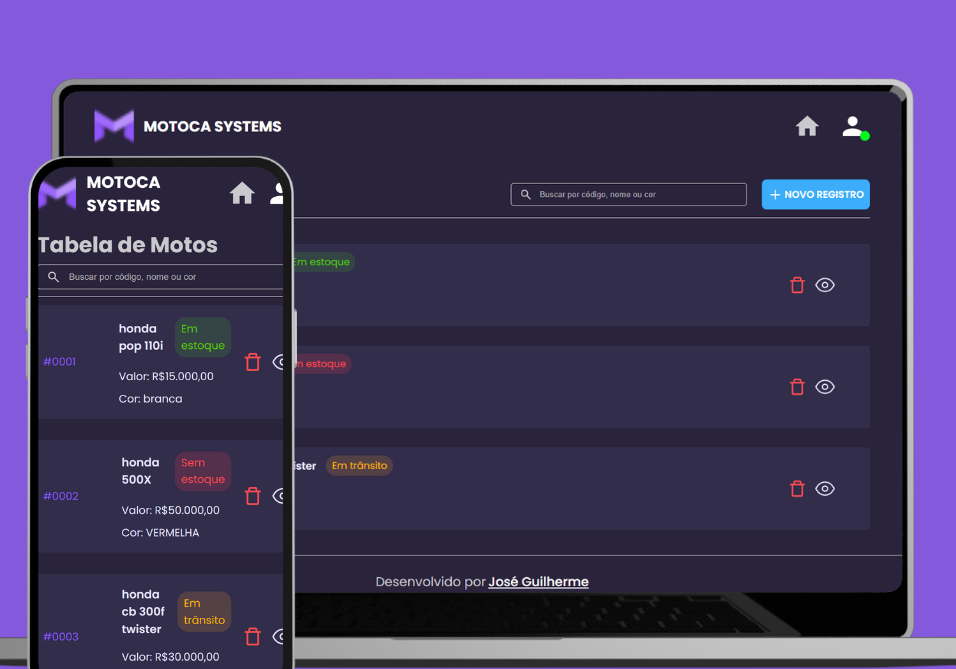 MOTOCA SYSTEMS
Buscar por código, nome ou cor
+ NOVO REGISTRO
Em estoque
estoque
Em trânsito
Desenvolvido por José Guilherme
MOTOCA
SYSTEMS
Tabela de Motos
Buscar por código, nome ou cor
#0001
honda
pop 110i
Em
estoque
Valor: R$15.000,00
Cor: branca
#0002
honda
500X
Sem
estoque
Valor: R$50.000,00
Cor: VERMELHA
#0003
honda
cb 300f
twister
Em
trânsito
Valor: R$30.000,00